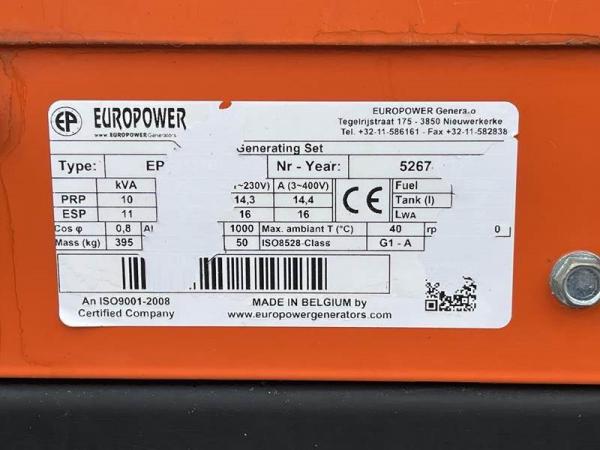 EP EUROPOWER
www.EUROPOWERGenerators
EUROPOWER
Tegelrijstraat 175 - 3850 Nieuwerkerke
Tel. +32-11-586161 - Fax +32-11-582838
Generating Set
Type: EP Nr - Year: 5267
kVA ~230V) A (3~400V) CE Fuel
PRP 10 14,3 14,4 Tank (l)
ESP 11 16 16 LWA
Cos φ 0,8 1000 Max. ambiant T (°C) 40 rp 0
Mass (kg) 395 50 ISO8528-Class G1 - A
An ISO9001-2008
Certified Company
MADE IN BELGIUM by
www.europowergenerators.com